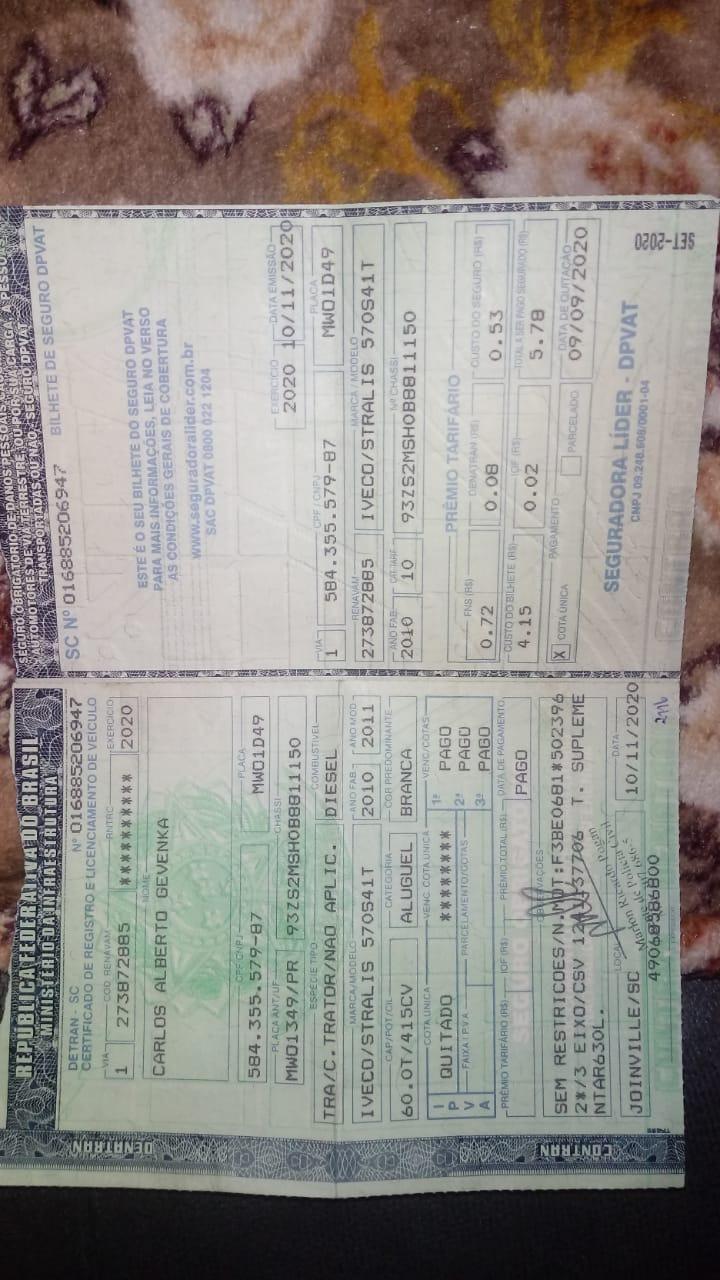 REPUBLICA FEDERATIVA DO BRASIL
MINISTÉRIO DA INFRAESTRUTURA
DETRAN - SC Nº 016885206947
CERTIFICADO DE REGISTRO E LICENCIAMENTO DE VEÍCULO
VIA COD. RENAVAM RNTRC EXERCÍCIO
1 273872885 ********** 2020
NOME
CARLOS ALBERTO GEVENKA
CPF/CNPJ PLACA
584.355.579-87 MWO1D49
PLACA ANT/UF CHASSI
MWO1349/PR 93ZS2MSH0B8811150
ESPÉCIE TIPO COMBUSTÍVEL
TRA/C.TRATOR/NAO APLIC. DIESEL
MARCA/MODELO ANO FAB. ANO MOD.
IVECO/STRALIS 570S41T 2010 2011
CAP/POT/CIL CATEGORIA COR PREDOMINANTE
60.0T/415CV ALUGUEL BRANCA
COTA ÚNICA VENC. COTA ÚNICA VENC/COTAS
IPVA QUITADO ******** 1ª PAGO
FAIXA IPVA PARCELAMENTO/COTAS 2ª PAGO
3ª PAGO
PRÊMIO TARIFÁRIO (R$) IOF (R$) PRÊMIO TOTAL (R$) DATA DE PAGAMENTO
PAGO
OBSERVAÇÕES
SEM RESTRICOES/N.MOT:F3BE0681*502396
2*/3 EIXO/CSV T. SUPLEME
NTAR630L.
LOCAL DATA
JOINVILLE/SC 10/11/2020
49068986800
DENATRAN
CONTRAN
SEGURO OBRIGATÓRIO DE DANOS PESSOAIS
AUTOMOTORES DE VIA TERRESTRE, OU POR SUA CARGA, A PESSOAS
TRANSPORTADAS OU NÃO - SEGURO DPVAT
SC Nº 016885206947 BILHETE DE SEGURO DPVAT
ESTE É O SEU BILHETE DO SEGURO DPVAT
PARA MAIS INFORMAÇÕES, LEIA NO VERSO
AS CONDIÇÕES GERAIS DE COBERTURA
www.seguradoralider.com.br
SAC DPVAT 0800 022 1204
EXERCÍCIO DATA EMISSÃO
2020 10/11/2020
VIA CPF / CNPJ PLACA
1 584.355.579-87 MWO1D49
RENAVAM MARCA / MODELO
273872885 IVECO/STRALIS 570S41T
ANO FAB. CAT. TARIF. Nº CHASSI
2010 10 93ZS2MSH0B8811150
PRÊMIO TARIFÁRIO
FNS (R$) DENATRAN (R$) CUSTO DO SEGURO (R$)
0.72 0.08 0.53
CUSTO DO BILHETE (R$) IOF (R$) TOTAL A SER PAGO SEGURADO (R$)
4.15 0.02 5.78
PAGAMENTO DATA DE QUITAÇÃO
X COTA ÚNICA PARCELADO 09/09/2020
SEGURADORA LÍDER - DPVAT
CNPJ 09.248.608/0001-04
SET-2020